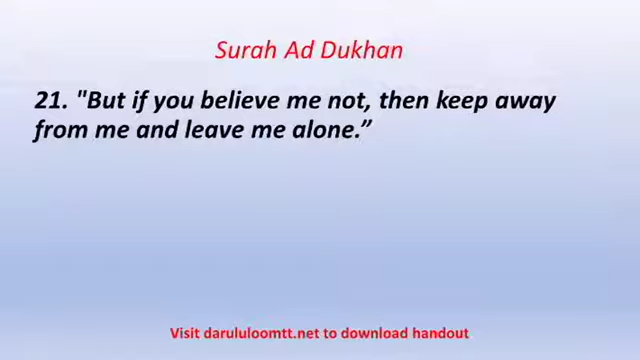 Surah Ad Dukhan
21. "But if you believe me not, then keep away
from me and leave me alone.”
Visit darululoomtt.net to download handout